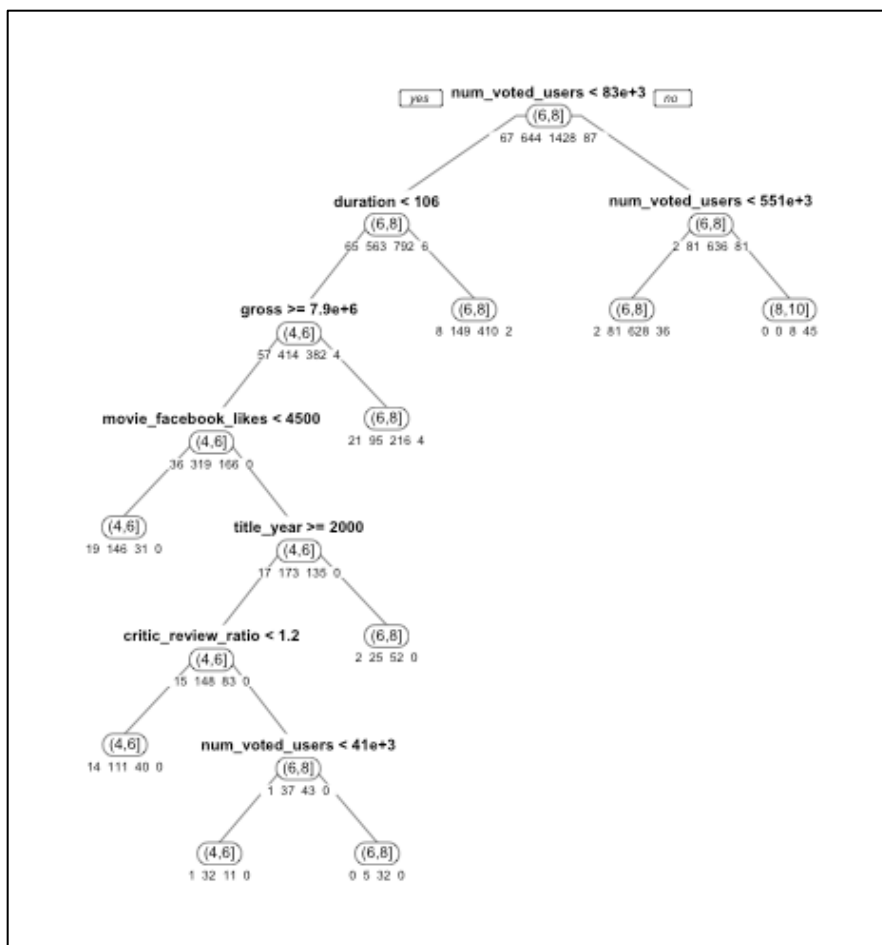 yes num_voted_users < 83e+3 no
(6,8]
67 644 1428 87
duration < 106 num_voted_users < 551e+3
(6,8] (6,8]
65 563 792 6 2 81 636 81
gross >= 7.9e+6 (6,8] (6,8] (8,10]
(4,6] 8 149 410 2 2 81 628 36 0 0 8 45
57 414 382 4
movie_facebook_likes < 4500 (6,8]
(4,6] 21 95 216 4
36 319 166 0
(4,6] title_year >= 2000
19 146 31 0 (4,6]
17 173 135 0
critic_review_ratio < 1.2 (6,8]
(4,6] 2 25 52 0
15 148 83 0
(4,6] num_voted_users < 41e+3
14 111 40 0 (6,8]
1 37 43 0
(4,6] (6,8]
1 32 11 0 0 5 32 0